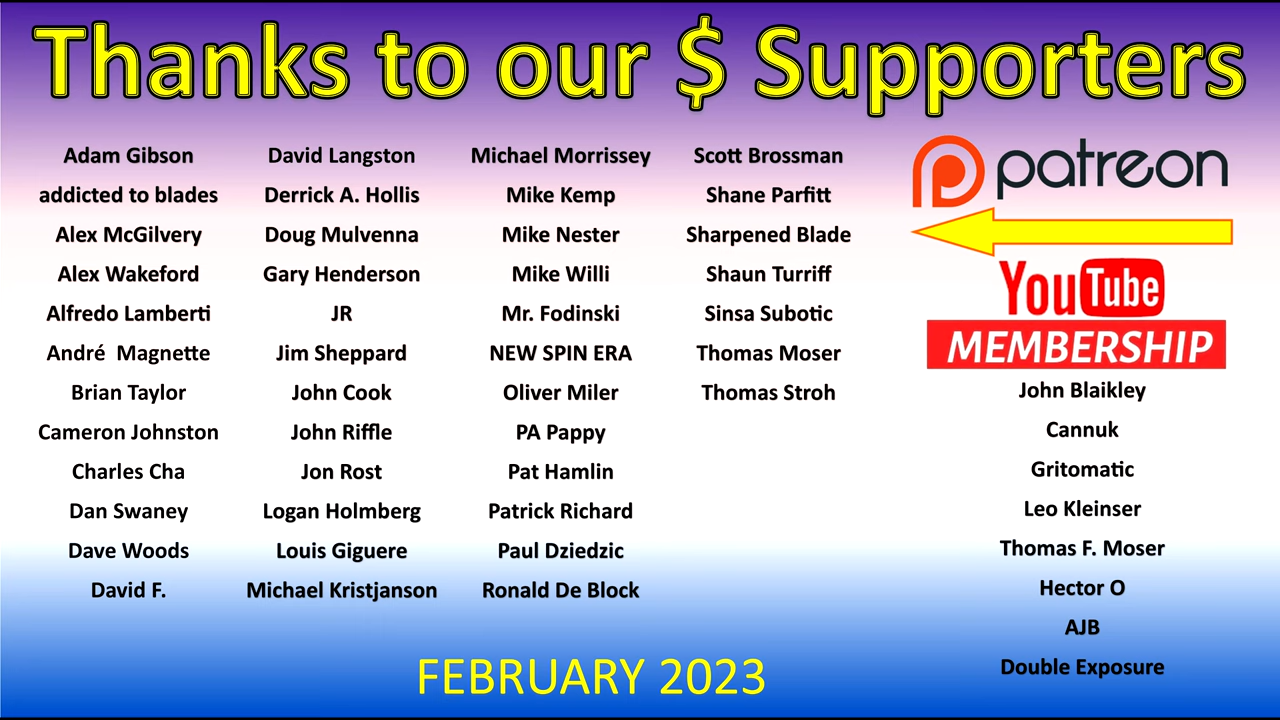 Thanks to our $ Supporters
Adam Gibson
addicted to blades
Alex McGilvery
Alex Wakeford
Alfredo Lamberti
André  Magnette
Brian Taylor
Cameron Johnston
Charles Cha
Dan Swaney
Dave Woods
David F.
David Langston
Derrick A. Hollis
Doug Mulvenna
Gary Henderson
JR
Jim Sheppard
John Cook
John Riffle
Jon Rost
Logan Holmberg
Louis Giguere
Michael Kristjanson
Michael Morrissey
Mike Kemp
Mike Nester
Mike Willi
Mr. Fodinski
NEW SPIN ERA
Oliver Miler
PA Pappy
Pat Hamlin
Patrick Richard
Paul Dziedzic
Ronald De Block
Scott Brossman
Shane Parfitt
Sharpened Blade
Shaun Turriff
Sinsa Subotic
Thomas Moser
Thomas Stroh
patreon
YouTube
MEMBERSHIP
John Blaikley
Cannuk
Gritomatic
Leo Kleinser
Thomas F. Moser
Hector O
AJB
Double Exposure
FEBRUARY 2023